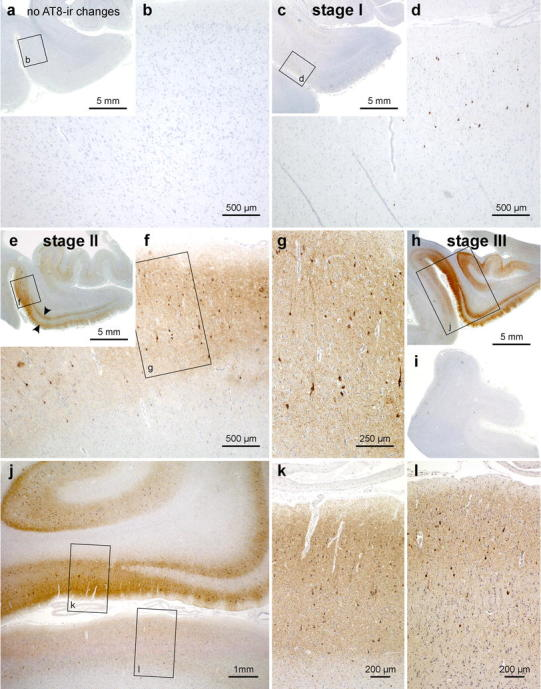 a no AT8-ir changes
b
b
5 mm
500 µm
c stage I
d
d
5 mm
500 µm
e stage II
f
f
5 mm
g
500 µm
g
250 µm
h stage III
j
5 mm
i
j
k
l
1mm
k
200 µm
l
200 µm